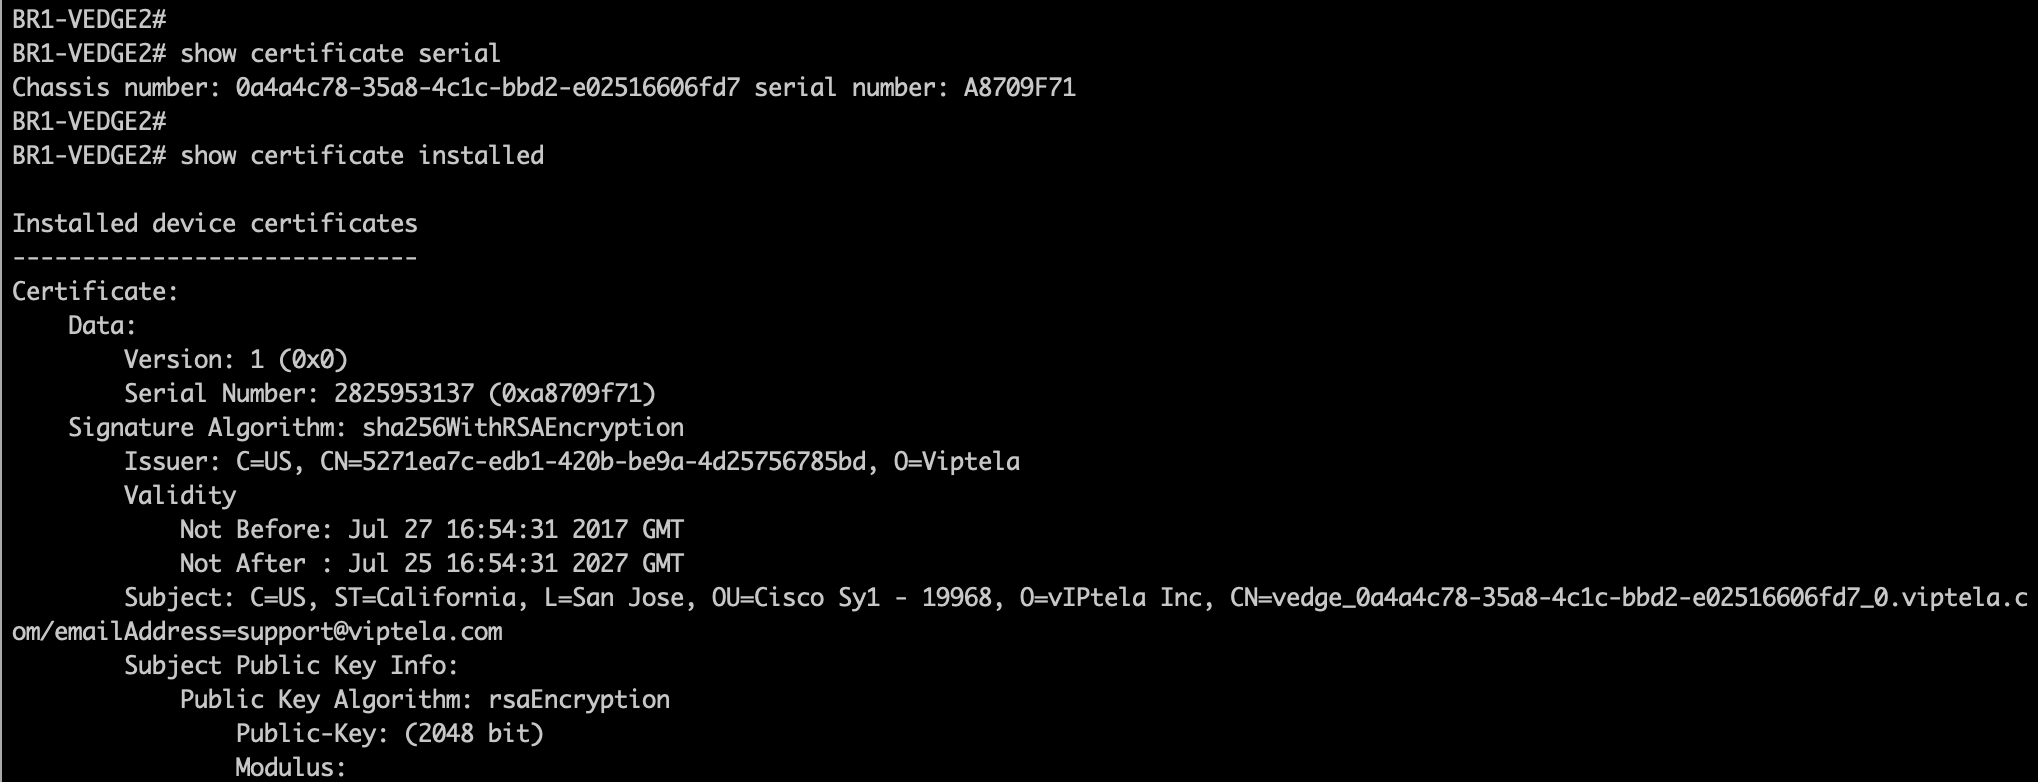 BR1-VEDGE2#
BR1-VEDGE2# show certificate serial
Chassis number: 0a4a4c78-35a8-4c1c-bbd2-e02516606fd7 serial number: A8709F71
BR1-VEDGE2#
BR1-VEDGE2# show certificate installed
Installed device certificates
-----------------------------
Certificate:
    Data:
        Version: 1 (0x0)
        Serial Number: 2825953137 (0xa8709f71)
    Signature Algorithm: sha256WithRSAEncryption
        Issuer: C=US, CN=5271ea7c-edb1-420b-be9a-4d25756785bd, O=Viptela
        Validity
            Not Before: Jul 27 16:54:31 2017 GMT
            Not After : Jul 25 16:54:31 2027 GMT
        Subject: C=US, ST=California, L=San Jose, OU=Cisco Sy1 - 19968, O=vIPtela Inc, CN=vedge_0a4a4c78-35a8-4c1c-bbd2-e02516606fd7_0.viptela.c
om/emailAddress=support@viptela.com
        Subject Public Key Info:
            Public Key Algorithm: rsaEncryption
                Public-Key: (2048 bit)
                Modulus: